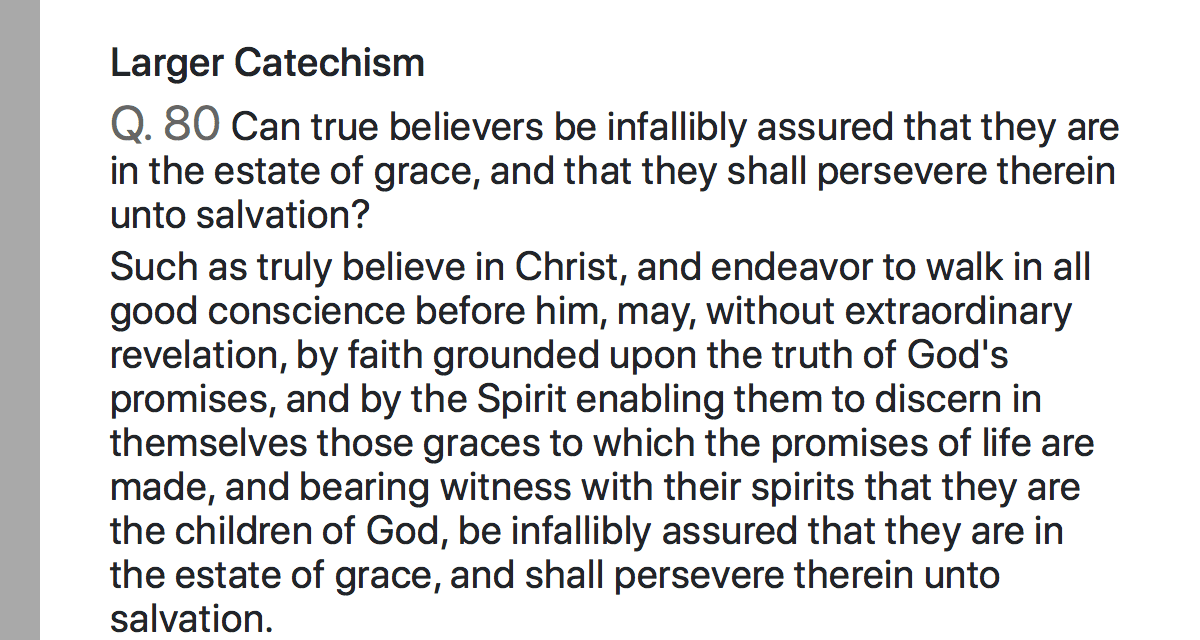 Larger Catechism
Q. 80 Can true believers be infallibly assured that they are
in the estate of grace, and that they shall persevere therein
unto salvation?
Such as truly believe in Christ, and endeavor to walk in all
good conscience before him, may, without extraordinary
revelation, by faith grounded upon the truth of God's
promises, and by the Spirit enabling them to discern in
themselves those graces to which the promises of life are
made, and bearing witness with their spirits that they are
the children of God, be infallibly assured that they are in
the estate of grace, and shall persevere therein unto
salvation.